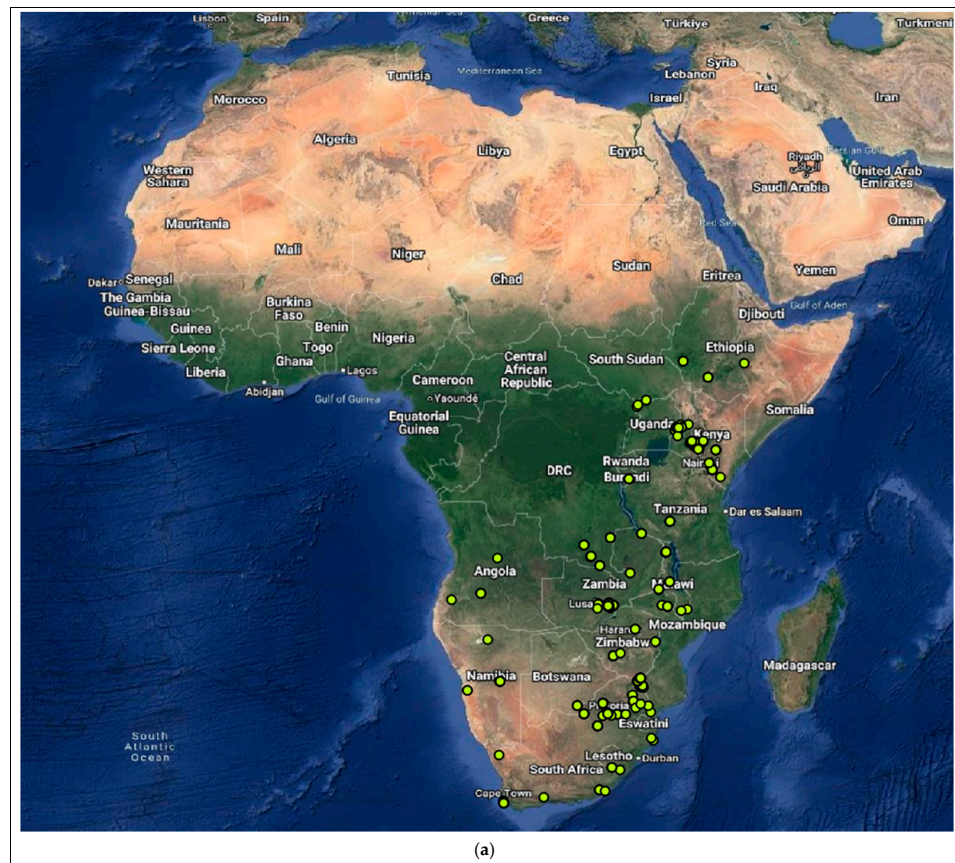 Lisbon
Spain
Greece
Türkiye
Turkmeni
Tunisia
Mediterranean Sea
Syria
Lebanon
Iraq
Iran
Israel
Morocco
Algeria
Libya
Egypt
Western
Sahara
Riyadh
الرياض
Saudi Arabia
United Arab
Emirates
Oman
Mauritania
Mali
Niger
Chad
Sudan
Red Sea
Eritrea
Yemen
Gulf of Aden
Djibouti
Dakar
Senegal
The Gambia
Guinea-Bissau
Guinea
Sierra Leone
Liberia
Burkina
Faso
Benin
Togo
Ghana
Abidjan
Lagos
Nigeria
Gulf of Guinea
Cameroon
Yaoundé
Equatorial
Guinea
Central
African
Republic
South Sudan
Ethiopia
Somalia
Uganda
Kenya
DRC
Rwanda
Burundi
Tanzania
Dar es Salaam
Angola
Zambia
Mozambique
Madagascar
Namibia
Botswana
Eswatini
Lesotho
Durban
South Africa
Cape Town
South
Atlantic
Ocean
(a)